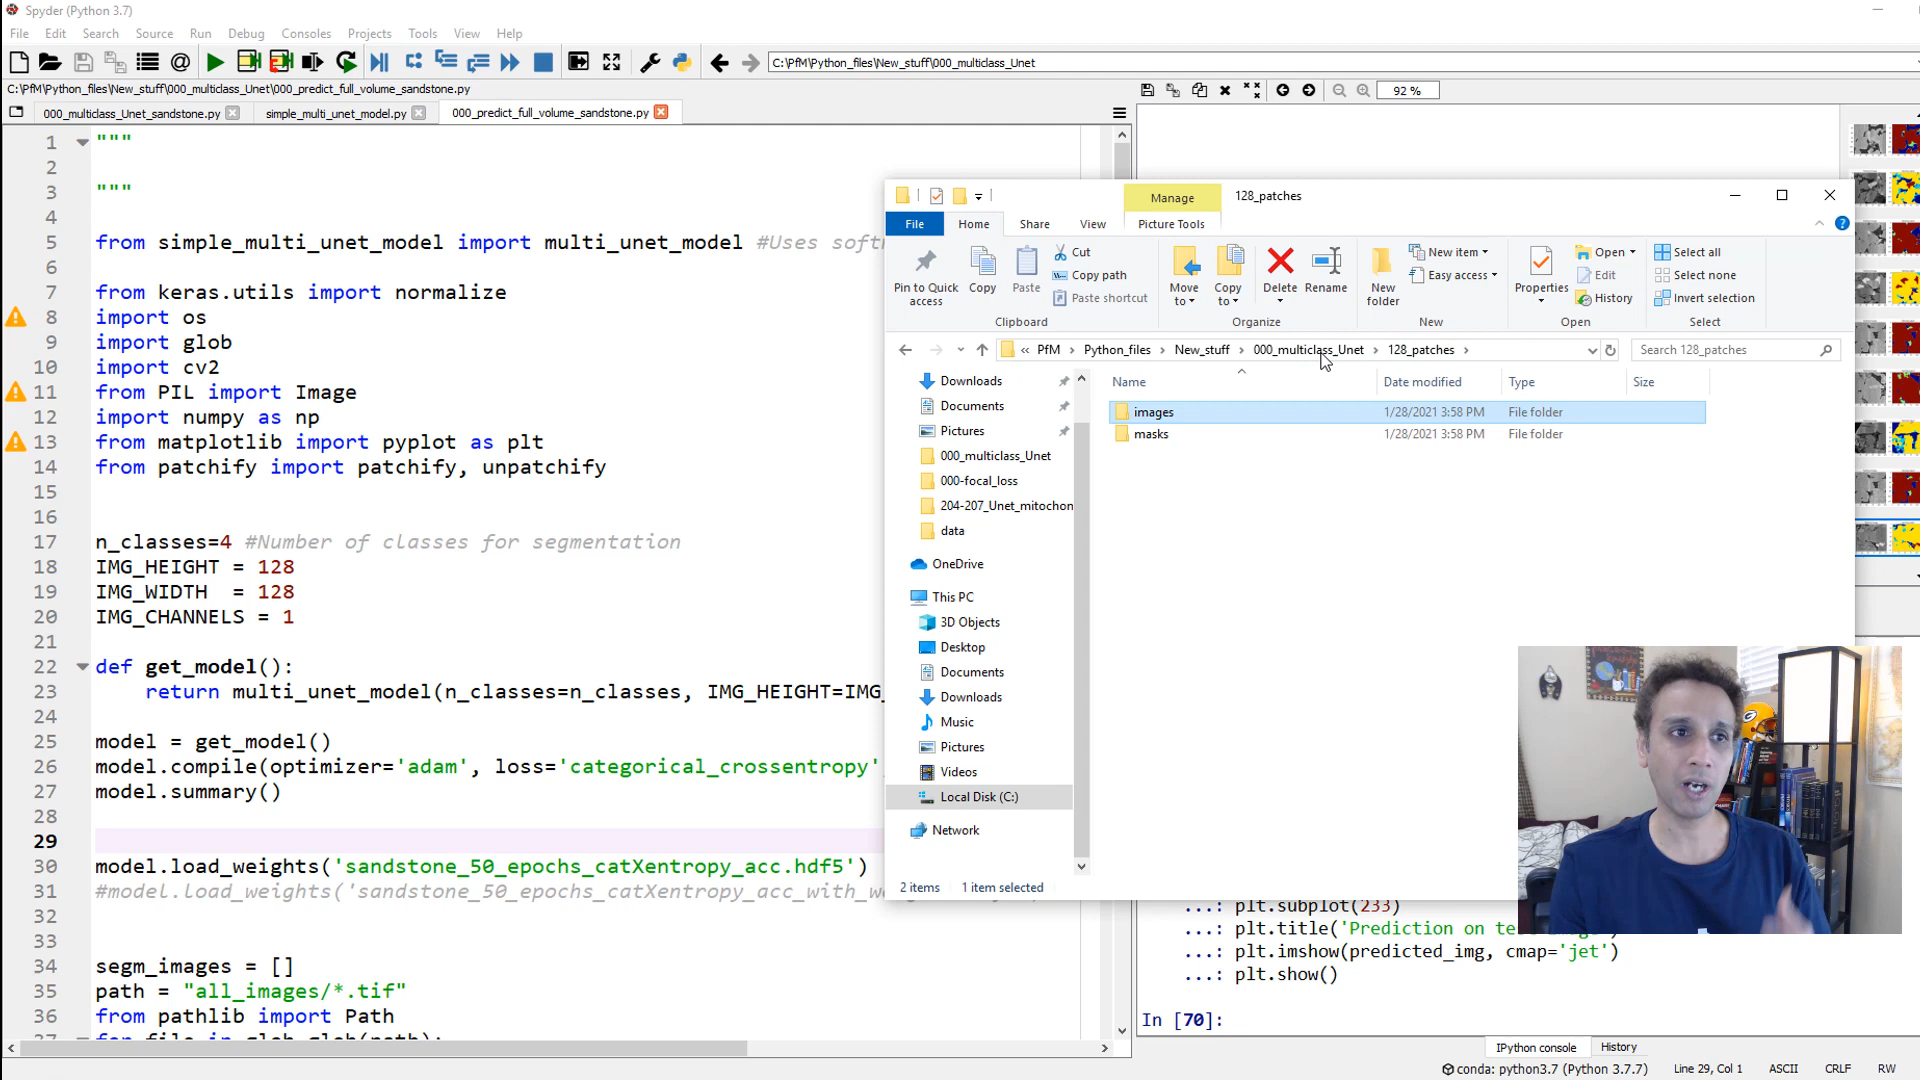 Spyder (Python 3.7)
File Edit Search Source Run Debug Consoles Projects Tools View Help
C:\PfM\Python_files\New_stuff\000_multiclass_Unet
C:\PfM\Python_files\New_stuff\000_multiclass_Unet\000_predict_full_volume_sandstone.py
92 %
000_multiclass_Unet_sandstone.py simple_multi_unet_model.py 000_predict_full_volume_sandstone.py
1 """
2
3 """
4
5 from simple_multi_unet_model import multi_unet_model #Uses
6
7 from keras.utils import normalize
8 import os
9 import glob
10 import cv2
11 from PIL import Image
12 import numpy as np
13 from matplotlib import pyplot as plt
14 from patchify import patchify, unpatchify
15
16
17 n_classes=4 #Number of classes for segmentation
18 IMG_HEIGHT = 128
19 IMG_WIDTH = 128
20 IMG_CHANNELS = 1
21
22 def get_model():
23 return multi_unet_model(n_classes=n_classes, IMG_HEIGHT=IMG_
24
25 model = get_model()
26 model.compile(optimizer='adam', loss='categorical_crossentropy'
27 model.summary()
28
29
30 model.load_weights('sandstone_50_epochs_catXentropy_acc.hdf5')
31 #model.load_weights('sandstone_50_epochs_catXentropy_acc_with_
32
33
34 segm_images = []
35 path = "all_images/*.tif"
36 from pathlib import Path
Manage 128_patches
File Home Share View Picture Tools
Pin to Quick access
Copy
Paste
Cut
Copy path
Paste shortcut
Clipboard
Move to
Copy to
Delete
Rename
Organize
New folder
New item
Easy access
New
Properties
Open
Edit
History
Open
Select all
Select none
Invert selection
Select
« PfM > Python_files > New_stuff > 000_multiclass_Unet > 128_patches >
Search 128_patches
Name Date modified Type Size
images 1/28/2021 3:58 PM File folder
masks 1/28/2021 3:58 PM File folder
Downloads
Documents
Pictures
000_multiclass_Unet
000-focal_loss
204-207_Unet_mitochon
data
OneDrive
This PC
3D Objects
Desktop
Documents
Downloads
Music
Pictures
Videos
Local Disk (C:)
Network
2 items 1 item selected
...: plt.subplot(233)
...: plt.title('Prediction on
...: plt.imshow(predicted_img, cmap='jet')
...: plt.show()
In [70]:
IPython console History
conda: python3.7 (Python 3.7.7) Line 29, Col 1 ASCII CRLF RW